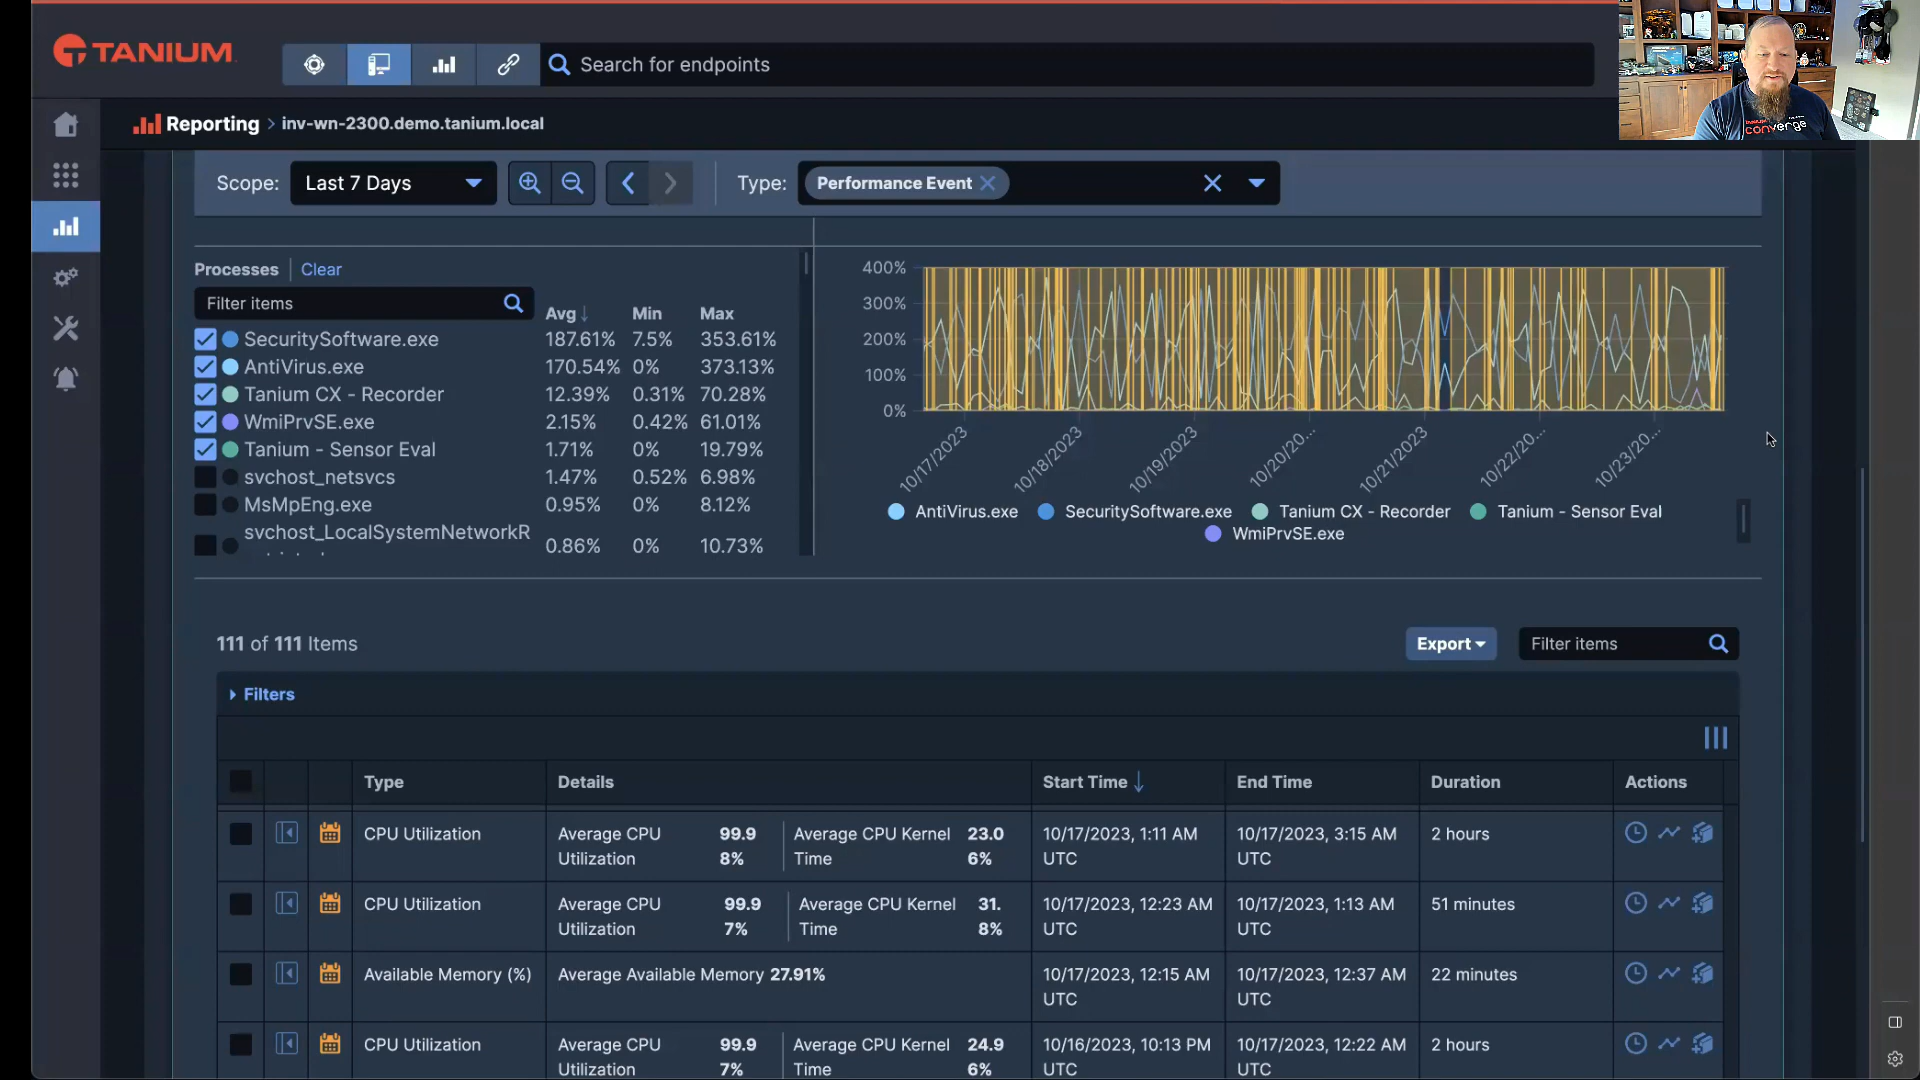 TANIUM
Search for endpoints
Reporting > inv-wn-2300.demo.tanium.local
converge
Scope: Last 7 Days Type: Performance Event
Processes Clear
Filter items
Avg Min Max
SecuritySoftware.exe 187.61% 7.5% 353.61%
AntiVirus.exe 170.54% 0% 373.13%
Tanium CX - Recorder 12.39% 0.31% 70.28%
WmiPrvSE.exe 2.15% 0.42% 61.01%
Tanium - Sensor Eval 1.71% 0% 19.79%
svchost_netsvcs 1.47% 0.52% 6.98%
MsMpEng.exe 0.95% 0% 8.12%
svchost_LocalSystemNetworkR
0.86% 0% 10.73%
400%
300%
200%
100%
0%
10/17/2023 10/18/2023 10/19/2023 10/20/20... 10/21/2023 10/22/20... 10/23/20...
AntiVirus.exe SecuritySoftware.exe Tanium CX - Recorder Tanium - Sensor Eval
WmiPrvSE.exe
111 of 111 Items
Export
Filter items
Filters
Type Details Start Time End Time Duration Actions
CPU Utilization Average CPU 99.9 Average CPU Kernel 23.0 10/17/2023, 1:11 AM 10/17/2023, 3:15 AM 2 hours
Utilization 8% Time 6% UTC UTC
CPU Utilization Average CPU 99.9 Average CPU Kernel 31. 10/17/2023, 12:23 AM 10/17/2023, 1:13 AM 51 minutes
Utilization 7% Time 8% UTC UTC
Available Memory (%) Average Available Memory 27.91% 10/17/2023, 12:15 AM 10/17/2023, 12:37 AM 22 minutes
UTC UTC
CPU Utilization Average CPU 99.9 Average CPU Kernel 24.9 10/16/2023, 10:13 PM 10/17/2023, 12:22 AM 2 hours
Utilization 7% Time 6% UTC UTC